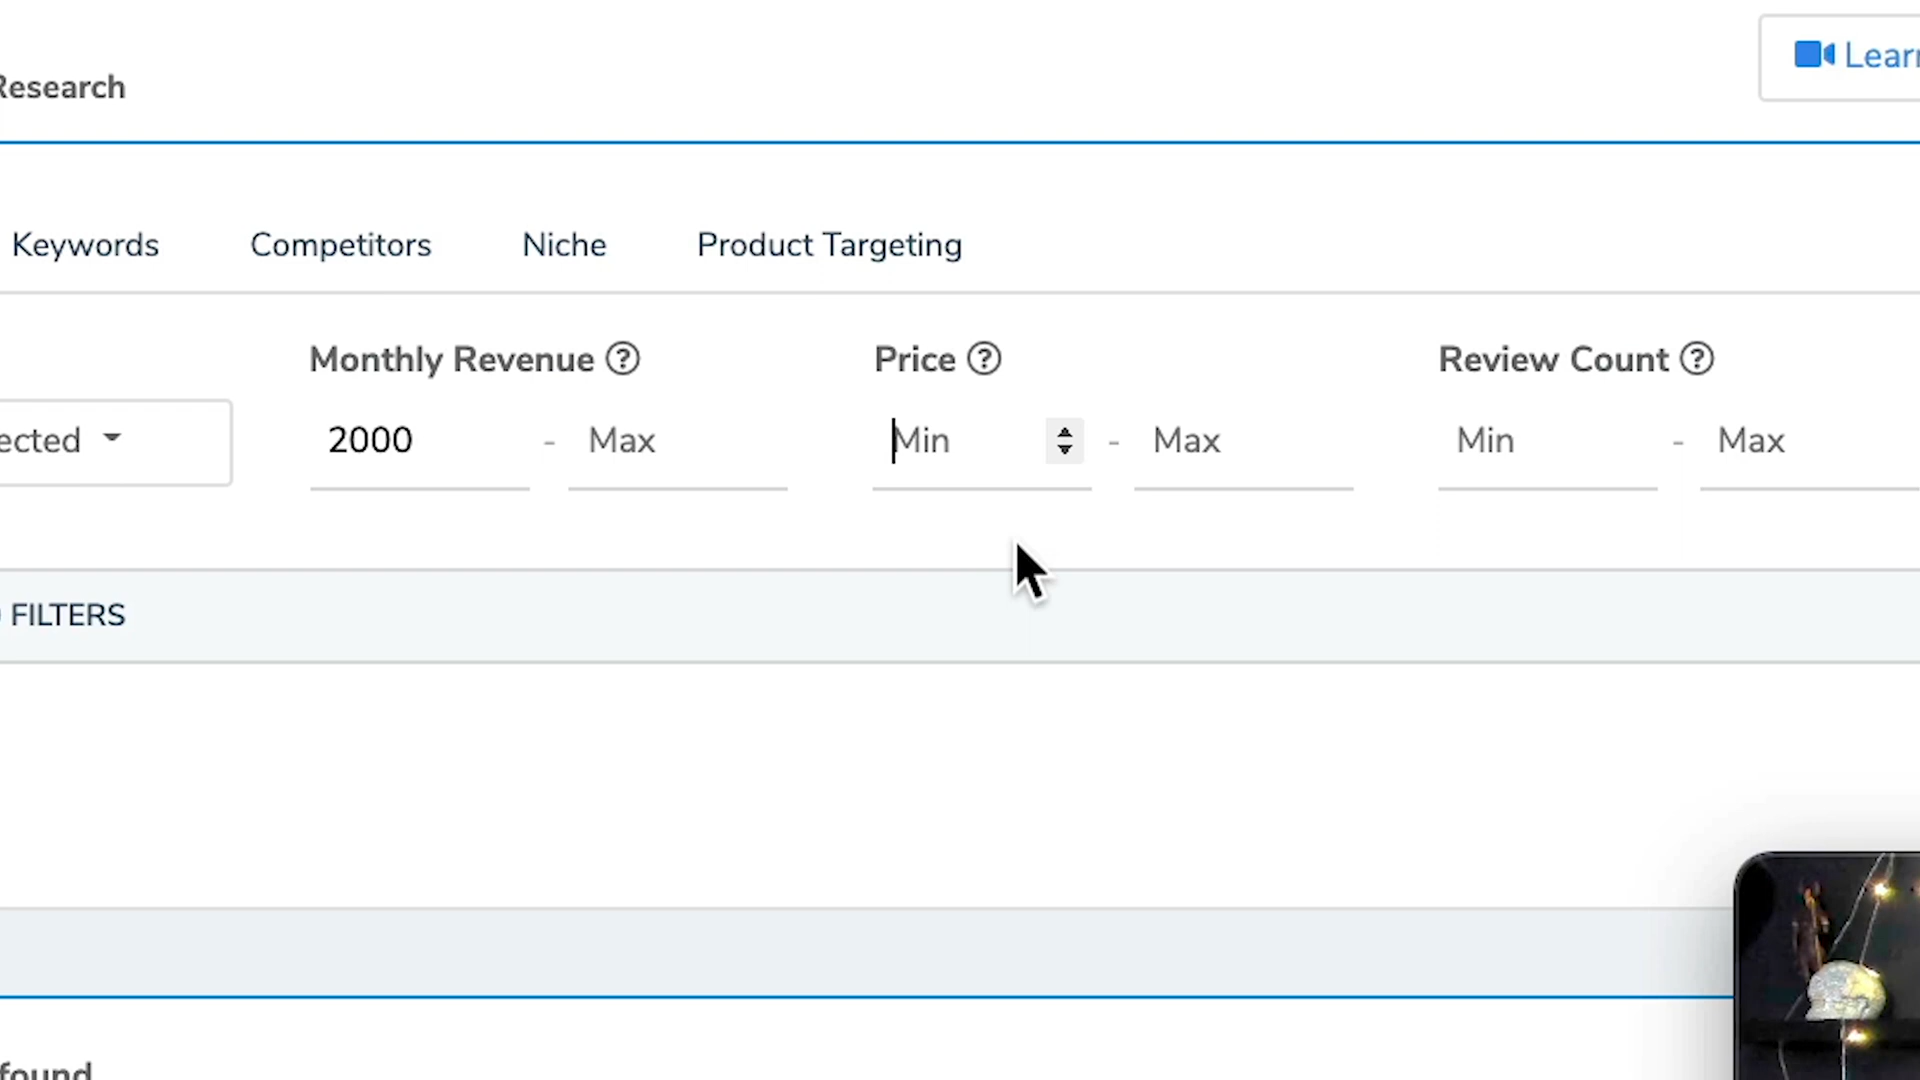 Learn
Research
Keywords Competitors Niche Product Targeting
Monthly Revenue ? Price ? Review Count ?
ected 2000 - Max Min - Max Min - Max
FILTERS
found